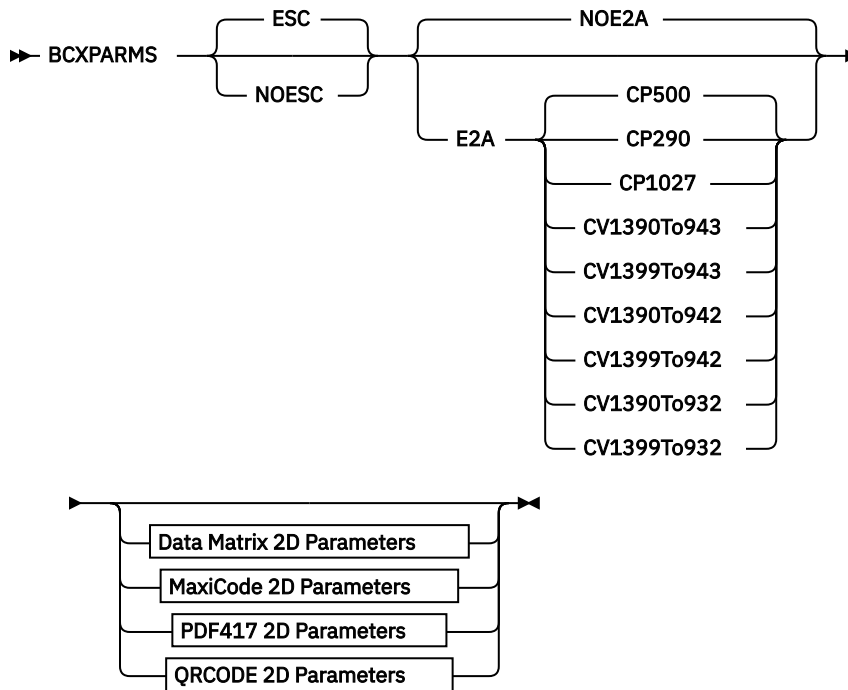 ESC
NOE2A
BCXPARMS
NOESC
CP500
E2A
CP290
CP1027
CV1390To943
CV1399To943
CV1390To942
CV1399To942
CV1390To932
CV1399To932
Data Matrix 2D Parameters
MaxiCode 2D Parameters
PDF417 2D Parameters
QRCODE 2D Parameters